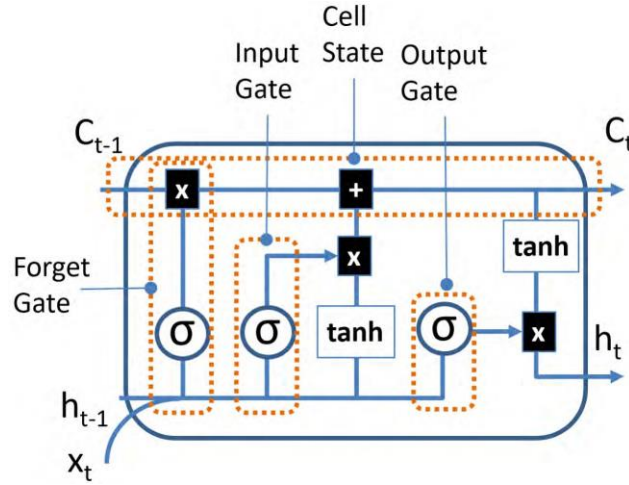 Cell
State
Input
Gate
Output
Gate
C_{t-1}
C_t
x
+
x
tanh
Forget
Gate
σ
σ
tanh
σ
x
h_t
h_{t-1}
x_t